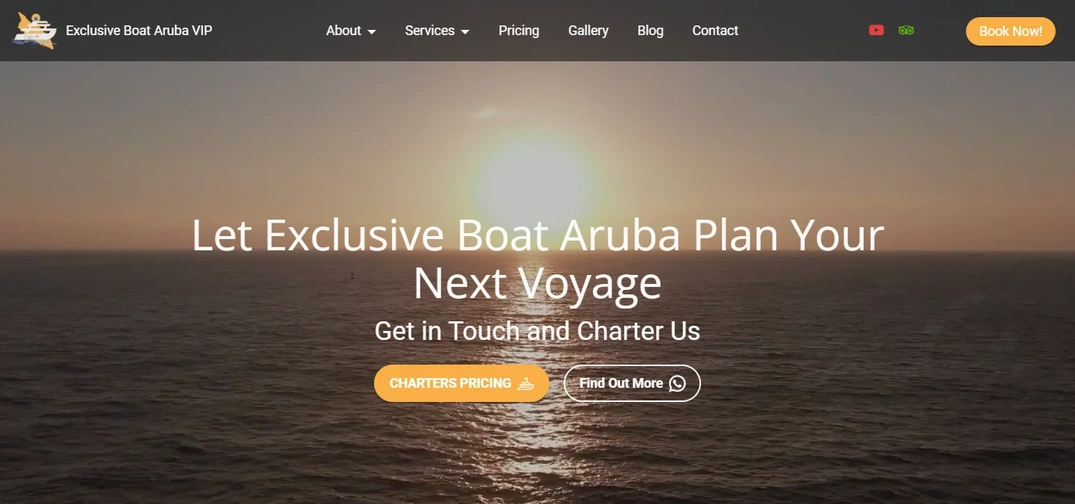 Exclusive Boat Aruba VIP
About
Services
Pricing
Gallery
Blog
Contact
Book Now!
Let Exclusive Boat Aruba Plan Your
Next Voyage
Get in Touch and Charter Us
CHARTERS PRICING
Find Out More